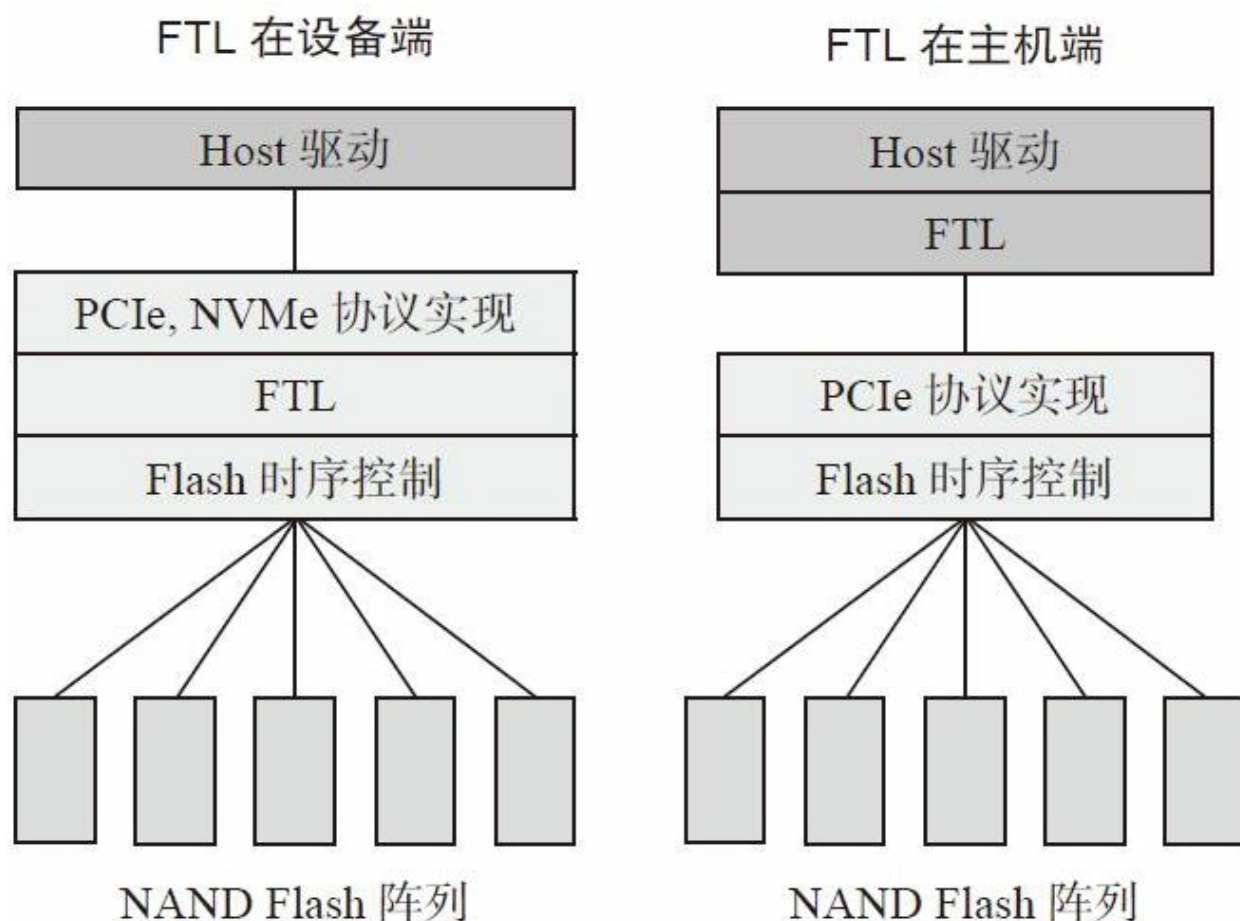 FTL 在设备端
Host 驱动
PCIe, NVMe 协议实现
FTL
Flash 时序控制
NAND Flash 阵列
FTL 在主机端
Host 驱动
FTL
PCIe 协议实现
Flash 时序控制
NAND Flash 阵列